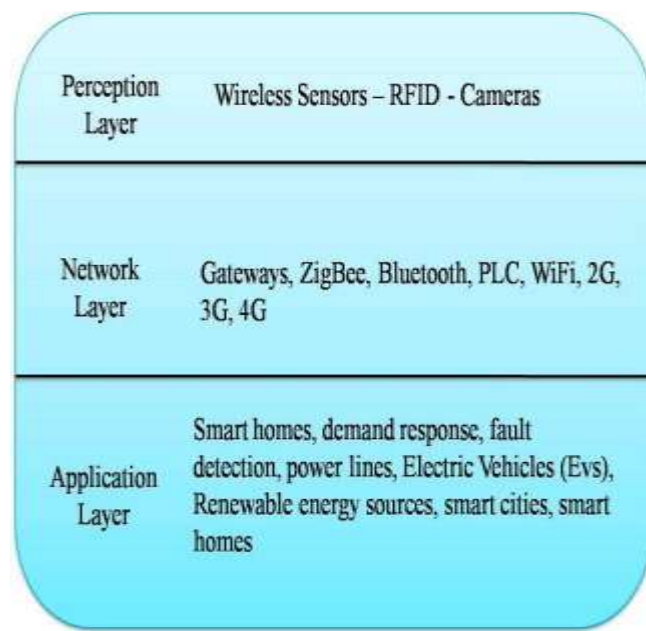 Perception
Layer
Wireless Sensors – RFID - Cameras
Network
Layer
Gateways, ZigBee, Bluetooth, PLC, WiFi, 2G,
3G, 4G
Application
Layer
Smart homes, demand response, fault
detection, power lines, Electric Vehicles (Evs),
Renewable energy sources, smart cities, smart
homes